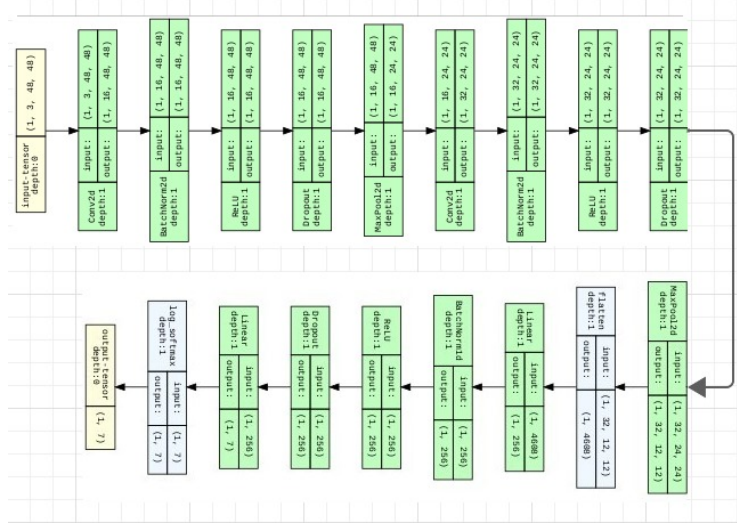 input-tensor
depth:0
(1, 3, 48, 48)
Conv2d
depth:1
input:
(1, 3, 48, 48)
output:
(1, 16, 48, 48)
BatchNorm2d
depth:1
input:
(1, 16, 48, 48)
output:
(1, 16, 48, 48)
ReLU
depth:1
input:
(1, 16, 48, 48)
output:
(1, 16, 48, 48)
Dropout
depth:1
input:
(1, 16, 48, 48)
output:
(1, 16, 48, 48)
MaxPool2d
depth:1
input:
(1, 16, 48, 48)
output:
(1, 16, 24, 24)
Conv2d
depth:1
input:
(1, 16, 24, 24)
output:
(1, 32, 24, 24)
BatchNorm2d
depth:1
input:
(1, 32, 24, 24)
output:
(1, 32, 24, 24)
ReLU
depth:1
input:
(1, 32, 24, 24)
output:
(1, 32, 24, 24)
Dropout
depth:1
input:
(1, 32, 24, 24)
output:
(1, 32, 24, 24)
MaxPool2d
depth:1
input:
(1, 32, 24, 24)
output:
(1, 32, 12, 12)
flatten
depth:1
input:
(1, 32, 12, 12)
output:
(1, 4608)
Linear
depth:1
input:
(1, 4608)
output:
(1, 256)
BatchNorm1d
depth:1
input:
(1, 256)
output:
(1, 256)
ReLU
depth:1
input:
(1, 256)
output:
(1, 256)
Dropout
depth:1
input:
(1, 256)
output:
(1, 256)
Linear
depth:1
input:
(1, 256)
output:
(1, 7)
log_softmax
depth:1
input:
(1, 7)
output:
(1, 7)
output-tensor
depth:0
(1, 7)